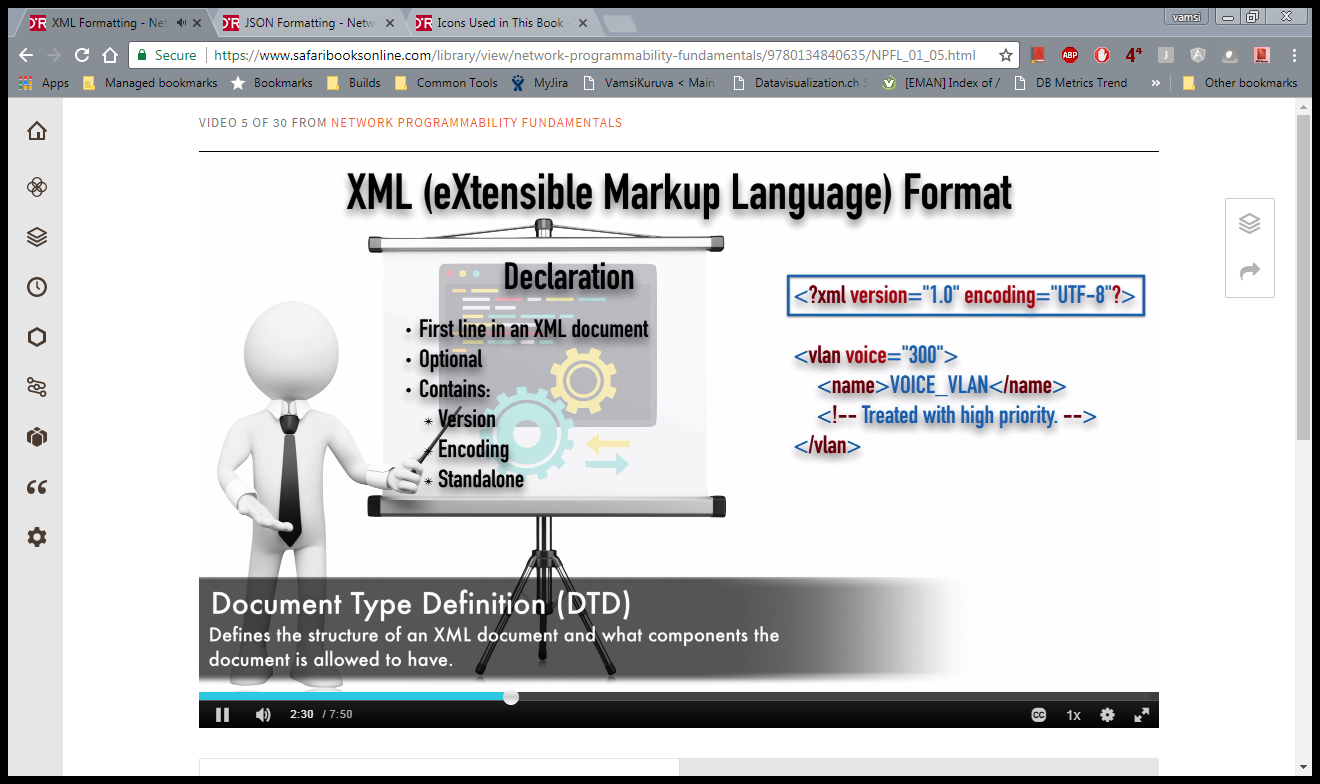 XML Formatting - Net
JSON Formatting - Netw
Icons Used in This Book -
vamsi
Secure
https://www.safaribooksonline.com/library/view/network-programmability-fundamentals/9780134840635/NPFL_01_05.html
ABP
4⁴
J
Apps
Managed bookmarks
Bookmarks
Builds
Common Tools
MyJira
VamsiKuruva < Main
Datavisualization.ch S
[EMAN] Index of /
DB Metrics Trend
»
Other bookmarks
VIDEO 5 OF 30 FROM NETWORK PROGRAMMABILITY FUNDAMENTALS
XML (eXtensible Markup Language) Format
Declaration
• First line in an XML document
• Optional
• Contains:
✴ Version
✴ Encoding
✴ Standalone
<?xml version="1.0" encoding="UTF-8"?>
<vlan voice="300">
<name>VOICE_VLAN</name>
<!-- Treated with high priority. -->
</vlan>
Document Type Definition (DTD)
Defines the structure of an XML document and what components the
document is allowed to have.
2:30 / 7:50
CC
1x